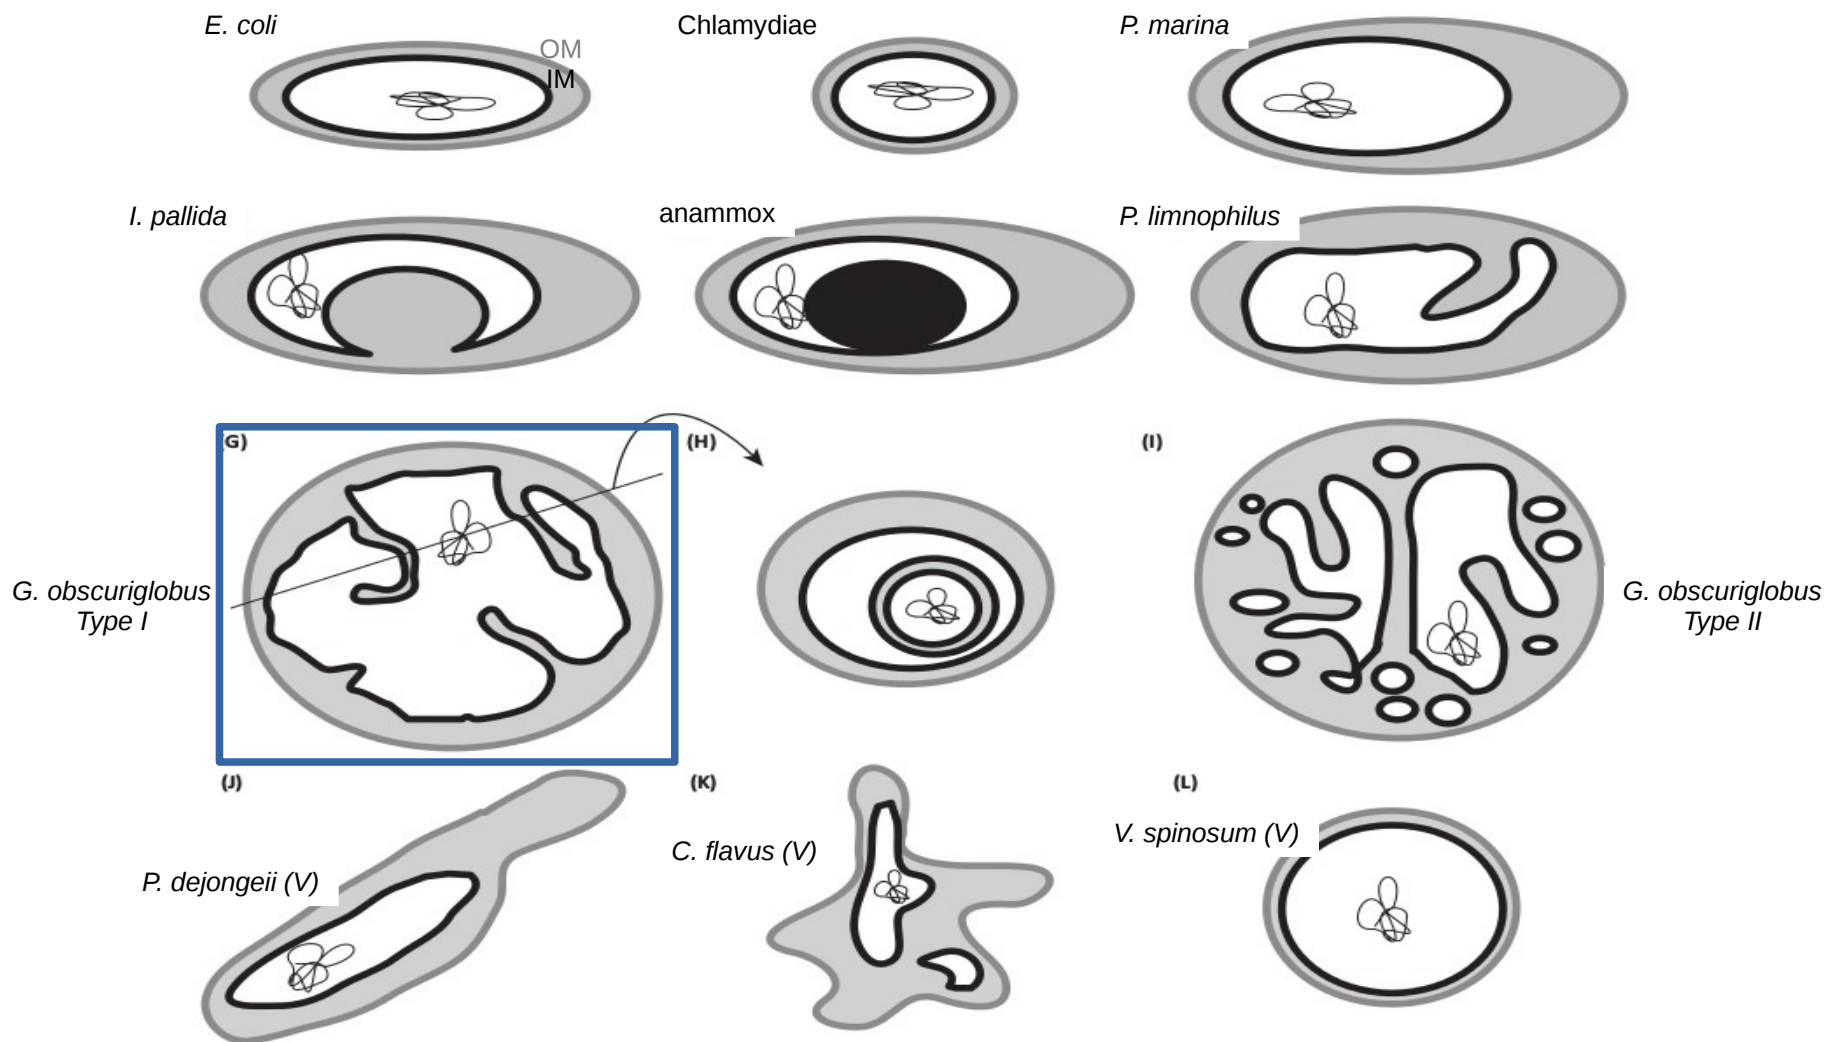 E. coli
OM
IM
Chlamydiae
P. marina
I. pallida
anammox
P. limnophilus
(G)
(H)
(I)
G. obscuriglobus
Type I
G. obscuriglobus
Type II
(J)
(K)
(L)
P. dejongeii (V)
C. flavus (V)
V. spinosum (V)